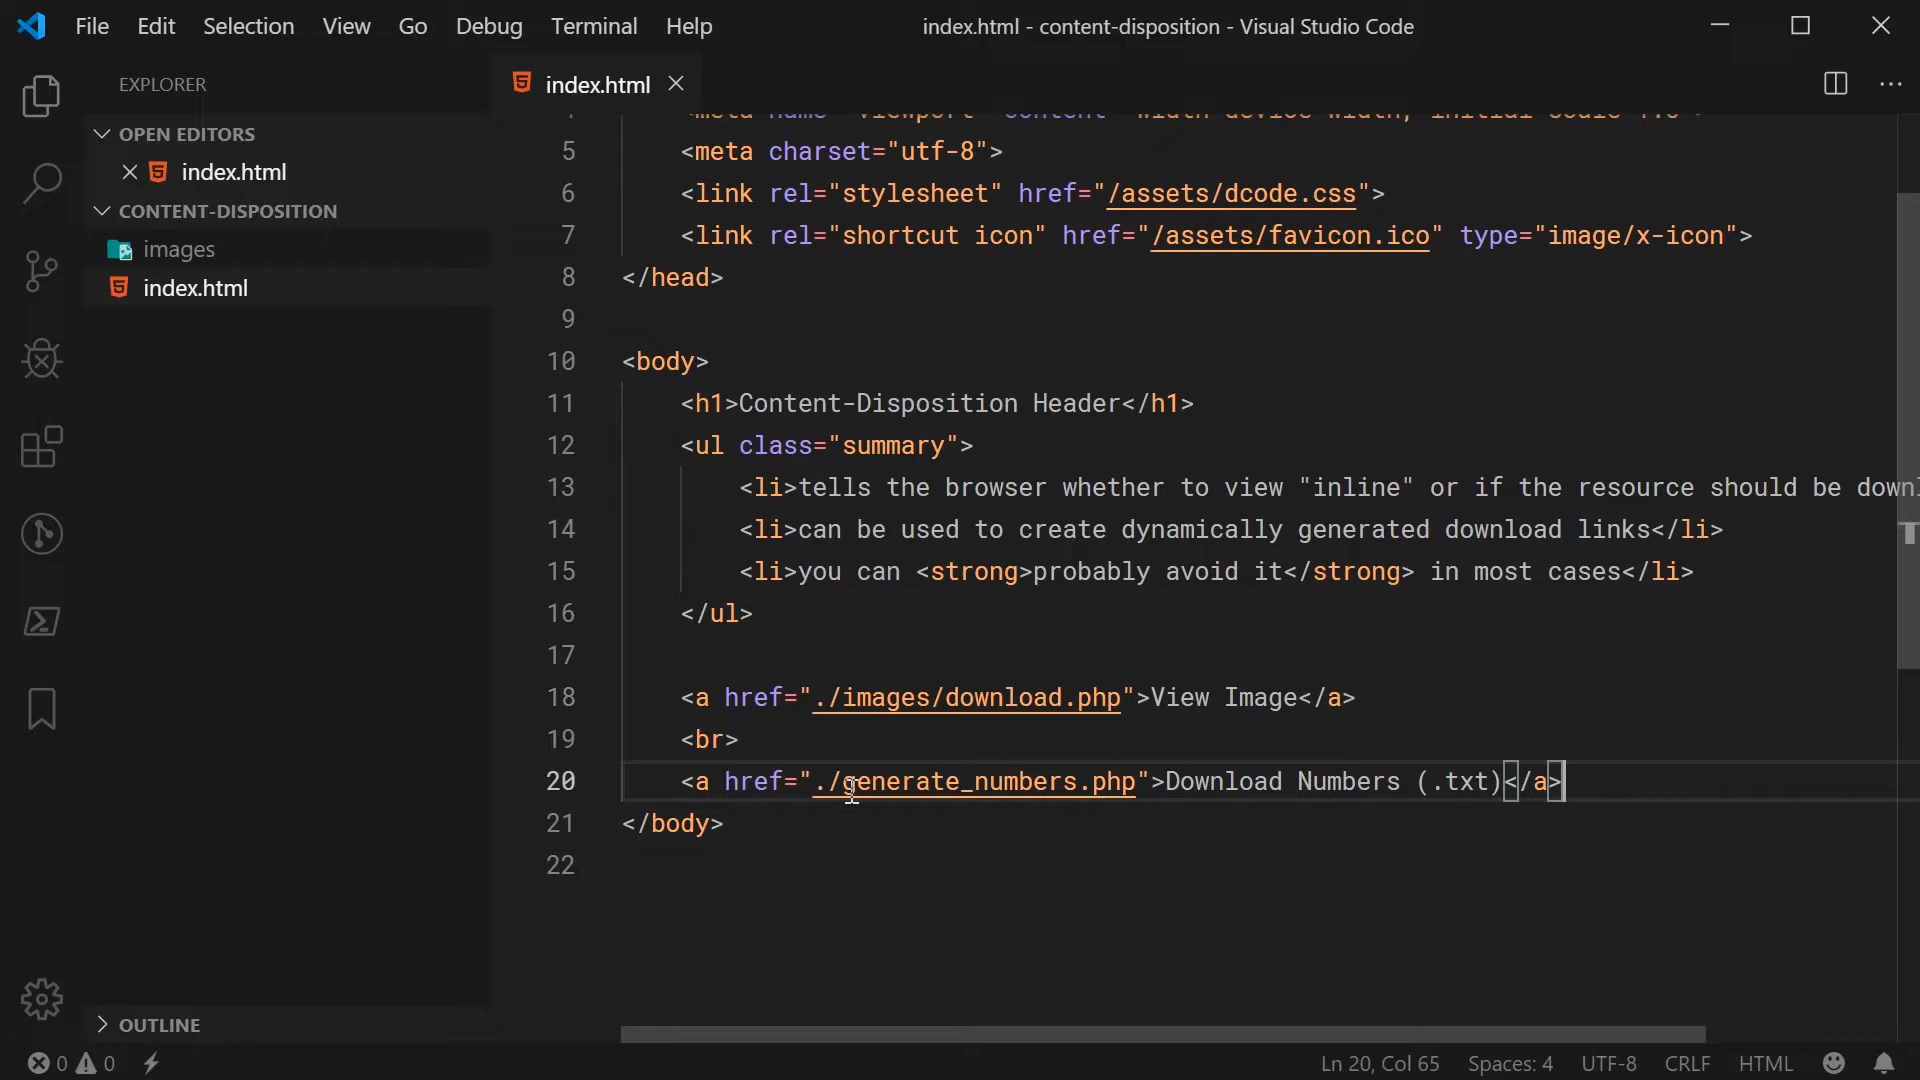 File Edit Selection View Go Debug Terminal Help
index.html - content-disposition - Visual Studio Code
EXPLORER
OPEN EDITORS
index.html
CONTENT-DISPOSITION
images
index.html
OUTLINE
index.html
5 <meta charset="utf-8">
6 <link rel="stylesheet" href="/assets/dcode.css">
7 <link rel="shortcut icon" href="/assets/favicon.ico" type="image/x-icon">
8 </head>
9
10 <body>
11 <h1>Content-Disposition Header</h1>
12 <ul class="summary">
13 <li>tells the browser whether to view "inline" or if the resource should be downl
14 <li>can be used to create dynamically generated download links</li>
15 <li>you can <strong>probably avoid it</strong> in most cases</li>
16 </ul>
17
18 <a href="./images/download.php">View Image</a>
19 <br>
20 <a href="./generate_numbers.php">Download Numbers (.txt)</a>
21 </body>
22
0 0
Ln 20, Col 65 Spaces: 4 UTF-8 CRLF HTML